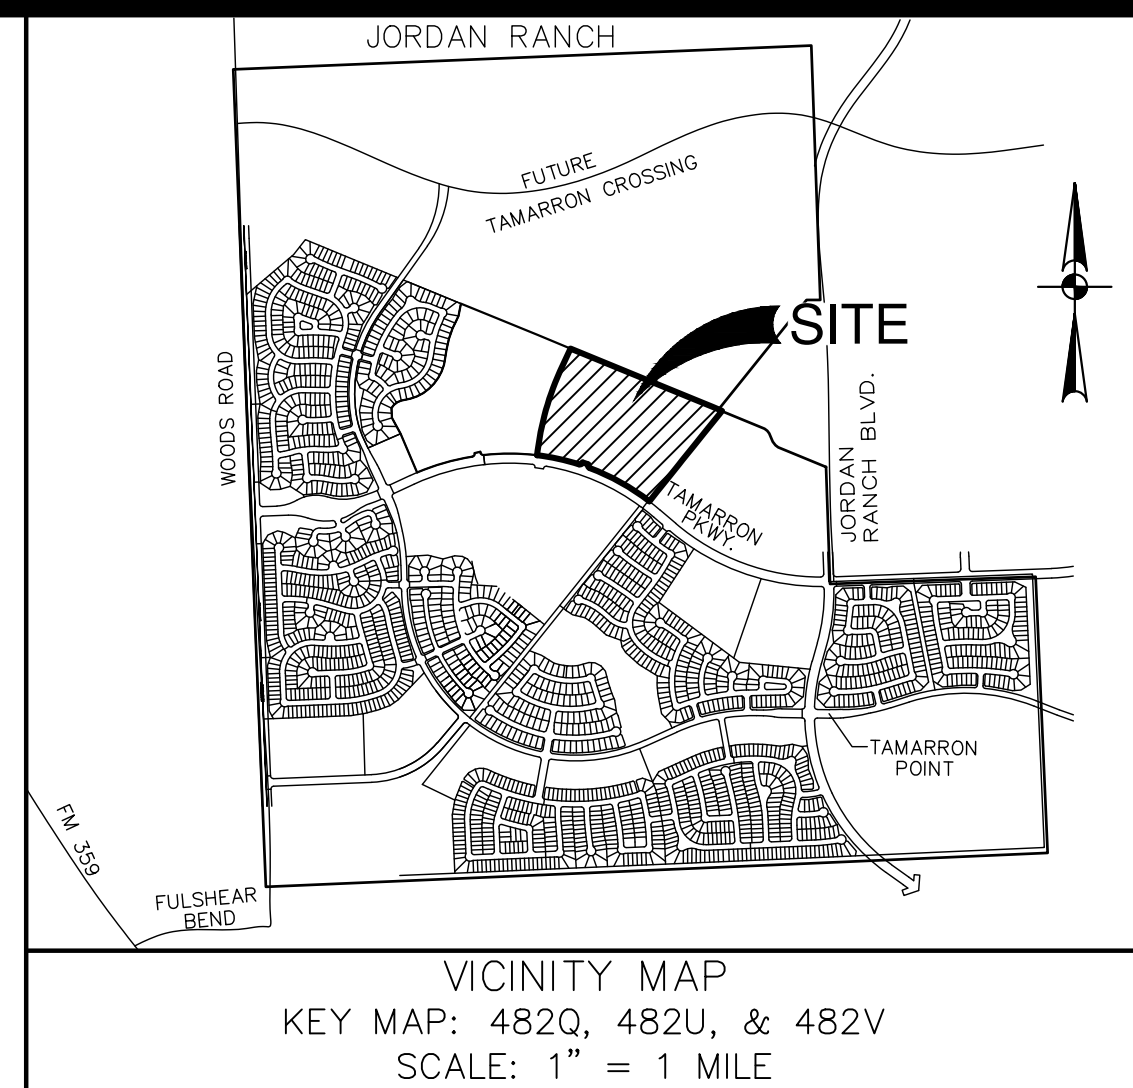 JORDAN RANCH
FUTURE
TAMARRON CROSSING
SITE
WOODS ROAD
JORDAN
RANCH BLVD.
TAMARRON
PKWY.
TAMARRON
POINT
FM 359
FULSHEAR
BEND
VICINITY MAP
KEY MAP: 482Q, 482U, & 482V
SCALE: 1" = 1 MILE